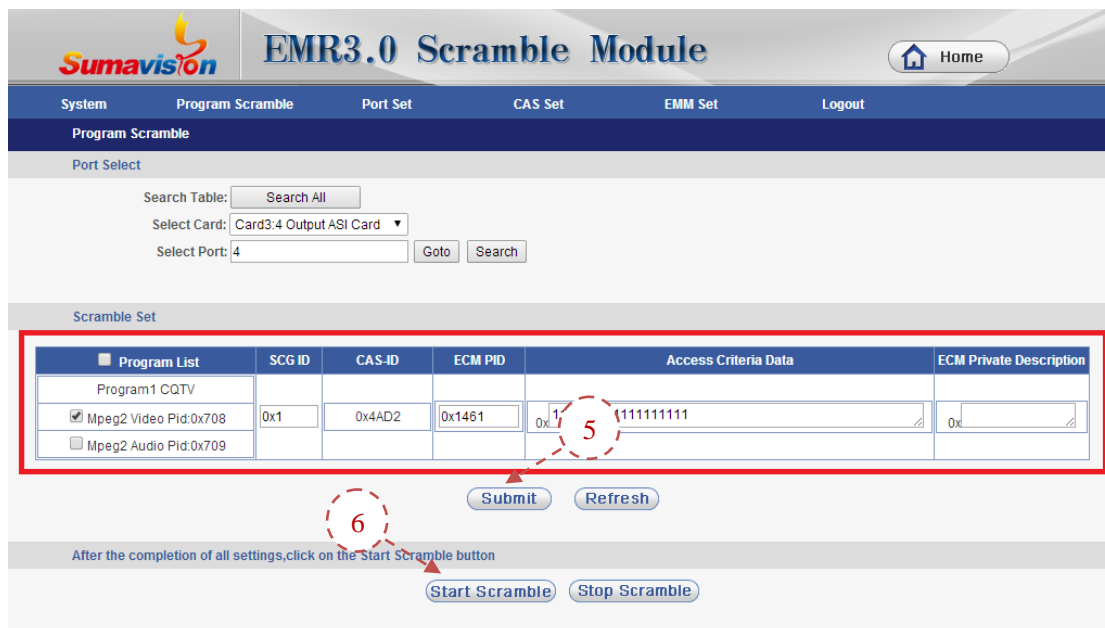 Sumavision EMR3.0 Scramble Module Home
System Program Scramble Port Set CAS Set EMM Set Logout
Program Scramble
Port Select
Search Table: Search All
Select Card: Card3:4 Output ASI Card
Select Port: 4 Goto Search
Scramble Set
Program List SCG ID CAS-ID ECM PID Access Criteria Data ECM Private Description
Program1 CQTV
Mpeg2 Video Pid:0x708 0x1 0x4AD2 0x1461 0x 0x
Mpeg2 Audio Pid:0x709
5
Submit Refresh
6
After the completion of all settings,click on the Start Scramble button
Start Scramble Stop Scramble